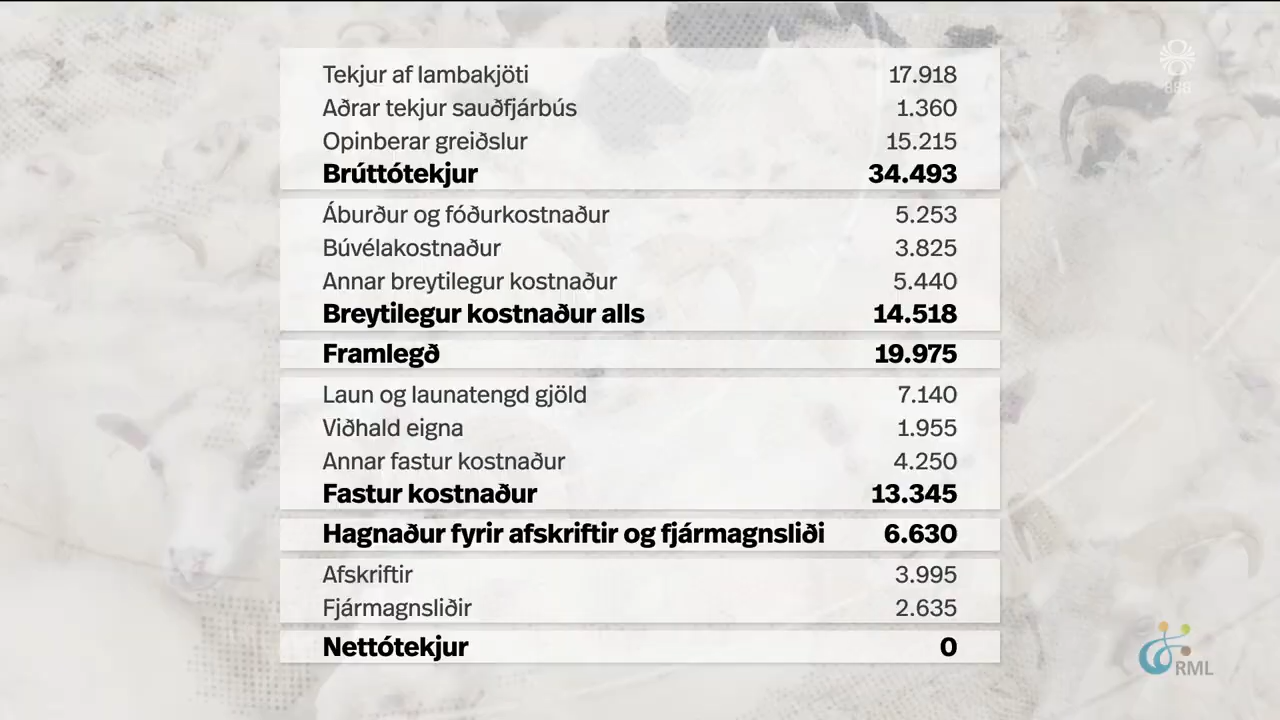 Tekjur af lambakjöti 17.918
Aðrar tekjur sauðfjárbús 1.360
Opinberar greiðslur 15.215
Brúttótekjur 34.493
Áburður og fóðurkostnaður 5.253
Búvélakostnaður 3.825
Annar breytilegur kostnaður 5.440
Breytilegur kostnaður alls 14.518
Framlegð 19.975
Laun og launatengd gjöld 7.140
Viðhald eigna 1.955
Annar fastur kostnaður 4.250
Fastur kostnaður 13.345
Hagnaður fyrir afskriftir og fjármagnsliði 6.630
Afskriftir 3.995
Fjármagnsliðir 2.635
Nettótekjur 0
RML